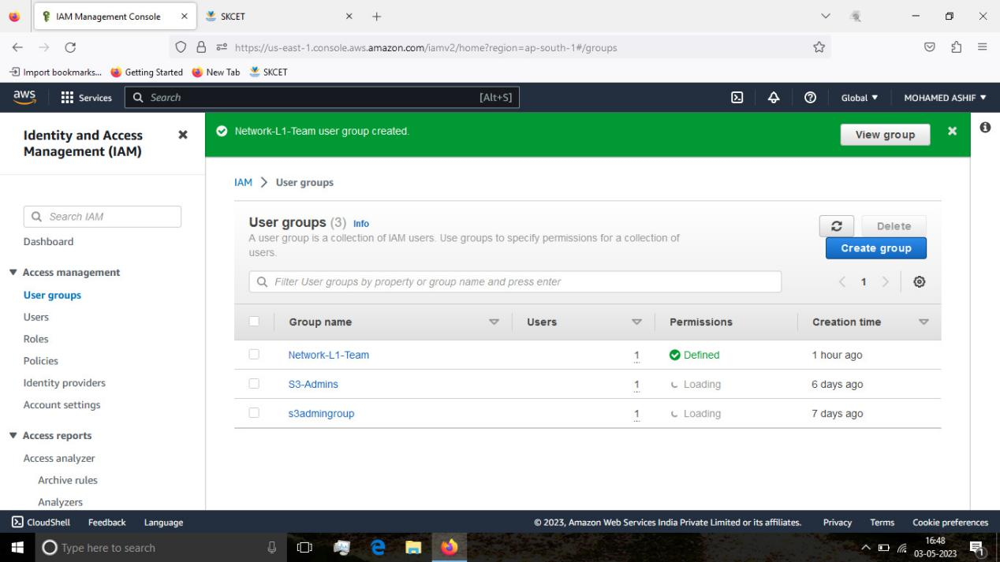 IAM Management Console
SKCET
https://us-east-1.console.aws.amazon.com/iamv2/home?region=ap-south-1#/groups
Import bookmarks...
Getting Started
New Tab
SKCET
aws
Services
Search
[Alt+S]
Global
MOHAMED ASHIF
Identity and Access
Management (IAM)
Search IAM
Dashboard
Access management
User groups
Users
Roles
Policies
Identity providers
Account settings
Access reports
Access analyzer
Archive rules
Analyzers
Network-L1-Team user group created.
View group
IAM > User groups
User groups (3) Info
A user group is a collection of IAM users. Use groups to specify permissions for a collection of
users.
Delete
Create group
Filter User groups by property or group name and press enter
1
Group name Users Permissions Creation time
Network-L1-Team 1 Defined 1 hour ago
S3-Admins 1 Loading 6 days ago
s3admingroup 1 Loading 7 days ago
CloudShell Feedback Language
© 2023, Amazon Web Services India Private Limited or its affiliates. Privacy Terms Cookie preferences
Type here to search
16:48
03-05-2023
1